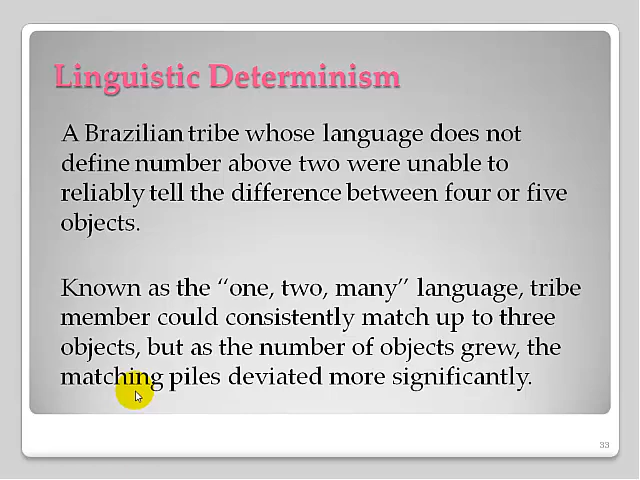 Linguistic Determinism
A Brazilian tribe whose language does not
define number above two were unable to
reliably tell the difference between four or five
objects.
Known as the “one, two, many” language, tribe
member could consistently match up to three
objects, but as the number of objects grew, the
matching piles deviated more significantly.
33